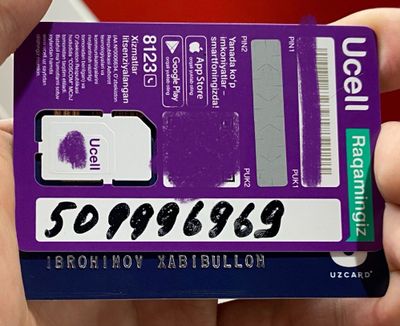 Ucell Raqamingiz
PIN1 PUK1
PIN2 PUK2
Yanada ko'p
imkoniyatlar –
smartfoningizda!
App Store
Google Play
8123
Xizmatlar
litsenziyalangan
Ucell
509996969
IBROHIMOV XABIBULLOH
UZCARD